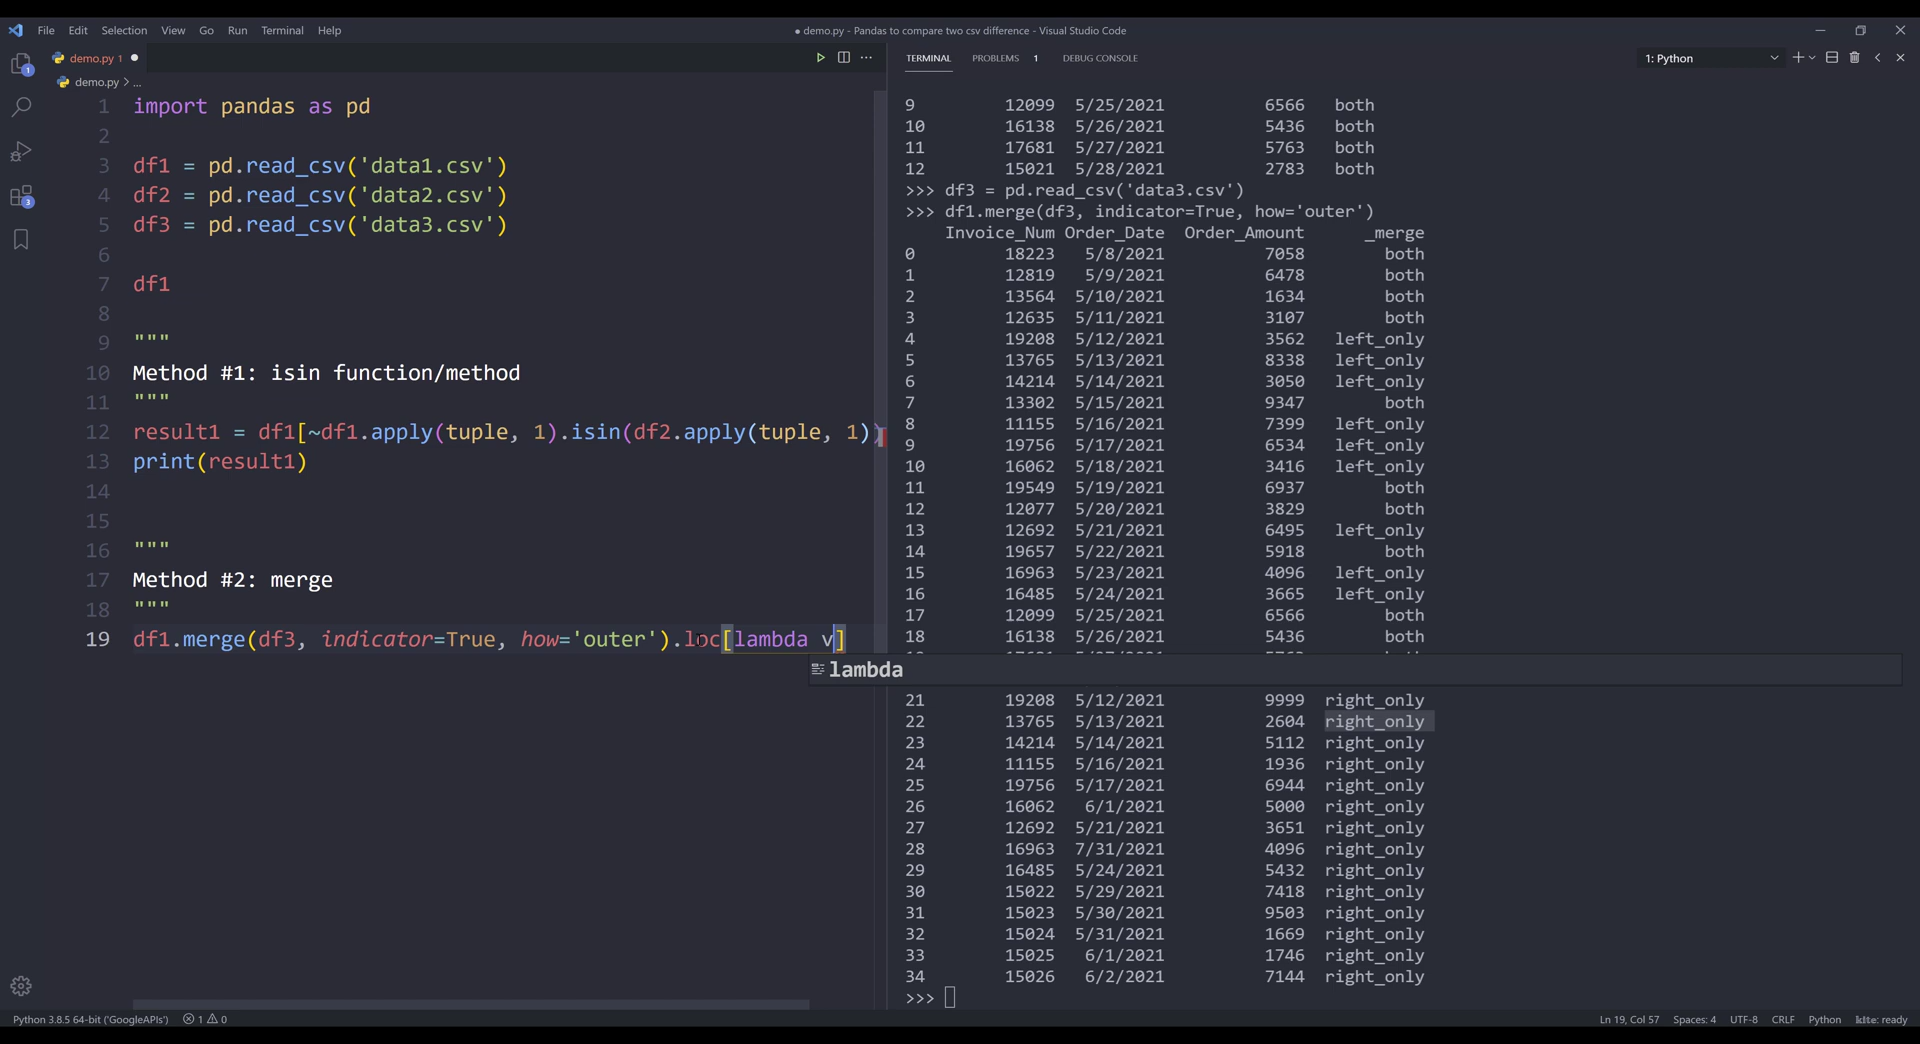 File Edit Selection View Go Run Terminal Help
● demo.py - Pandas to compare two csv difference - Visual Studio Code
demo.py 1 ●
demo.py > ...
1 import pandas as pd
2
3 df1 = pd.read_csv('data1.csv')
4 df2 = pd.read_csv('data2.csv')
5 df3 = pd.read_csv('data3.csv')
6
7 df1
8
9 """
10 Method #1: isin function/method
11 """
12 result1 = df1[~df1.apply(tuple, 1).isin(df2.apply(tuple, 1))
13 print(result1)
14
15
16 """
17 Method #2: merge
18 """
19 df1.merge(df3, indicator=True, how='outer').loc[lambda v]
lambda
TERMINAL PROBLEMS 1 DEBUG CONSOLE
1: Python
9 12099 5/25/2021 6566 both
10 16138 5/26/2021 5436 both
11 17681 5/27/2021 5763 both
12 15021 5/28/2021 2783 both
>>> df3 = pd.read_csv('data3.csv')
>>> df1.merge(df3, indicator=True, how='outer')
Invoice_Num Order_Date Order_Amount _merge
0 18223 5/8/2021 7058 both
1 12819 5/9/2021 6478 both
2 13564 5/10/2021 1634 both
3 12635 5/11/2021 3107 both
4 19208 5/12/2021 3562 left_only
5 13765 5/13/2021 8338 left_only
6 14214 5/14/2021 3050 left_only
7 13302 5/15/2021 9347 both
8 11155 5/16/2021 7399 left_only
9 19756 5/17/2021 6534 left_only
10 16062 5/18/2021 3416 left_only
11 19549 5/19/2021 6937 both
12 12077 5/20/2021 3829 both
13 12692 5/21/2021 6495 left_only
14 19657 5/22/2021 5918 both
15 16963 5/23/2021 4096 left_only
16 16485 5/24/2021 3665 left_only
17 12099 5/25/2021 6566 both
18 16138 5/26/2021 5436 both
21 19208 5/12/2021 9999 right_only
22 13765 5/13/2021 2604 right_only
23 14214 5/14/2021 5112 right_only
24 11155 5/16/2021 1936 right_only
25 19756 5/17/2021 6944 right_only
26 16062 6/1/2021 5000 right_only
27 12692 5/21/2021 3651 right_only
28 16963 7/31/2021 4096 right_only
29 16485 5/24/2021 5432 right_only
30 15022 5/29/2021 7418 right_only
31 15023 5/30/2021 9503 right_only
32 15024 5/31/2021 1669 right_only
33 15025 6/1/2021 1746 right_only
34 15026 6/2/2021 7144 right_only
>>>
Python 3.8.5 64-bit ('GoogleAPIs') 1 0
Ln 19, Col 57 Spaces: 4 UTF-8 CRLF Python kite: ready